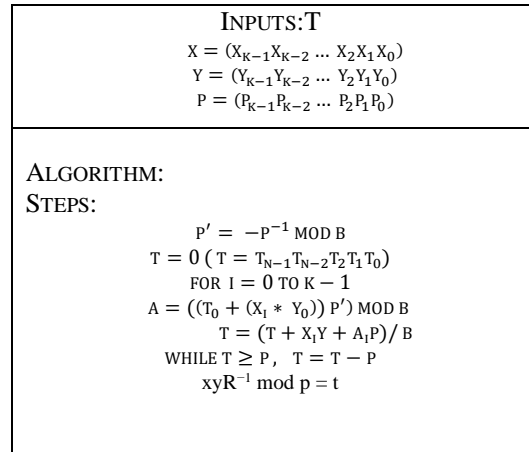 INPUTS:T
X = (X_{K−1}X_{K−2} … X_2X_1X_0)
Y = (Y_{K−1}Y_{K−2} … Y_2Y_1Y_0)
P = (P_{K−1}P_{K−2} … P_2P_1P_0)
ALGORITHM:
STEPS:
P′ = −P^{−1} MOD B
T = 0 ( T = T_{N−1}T_{N−2}T_2T_1T_0)
FOR I = 0 TO K − 1
A = ((T_0 + (X_I * Y_0)) P′) MOD B
T = (T + X_IY + A_IP)/ B
WHILE T ≥ P , T = T − P
xyR^{−1} mod p = t